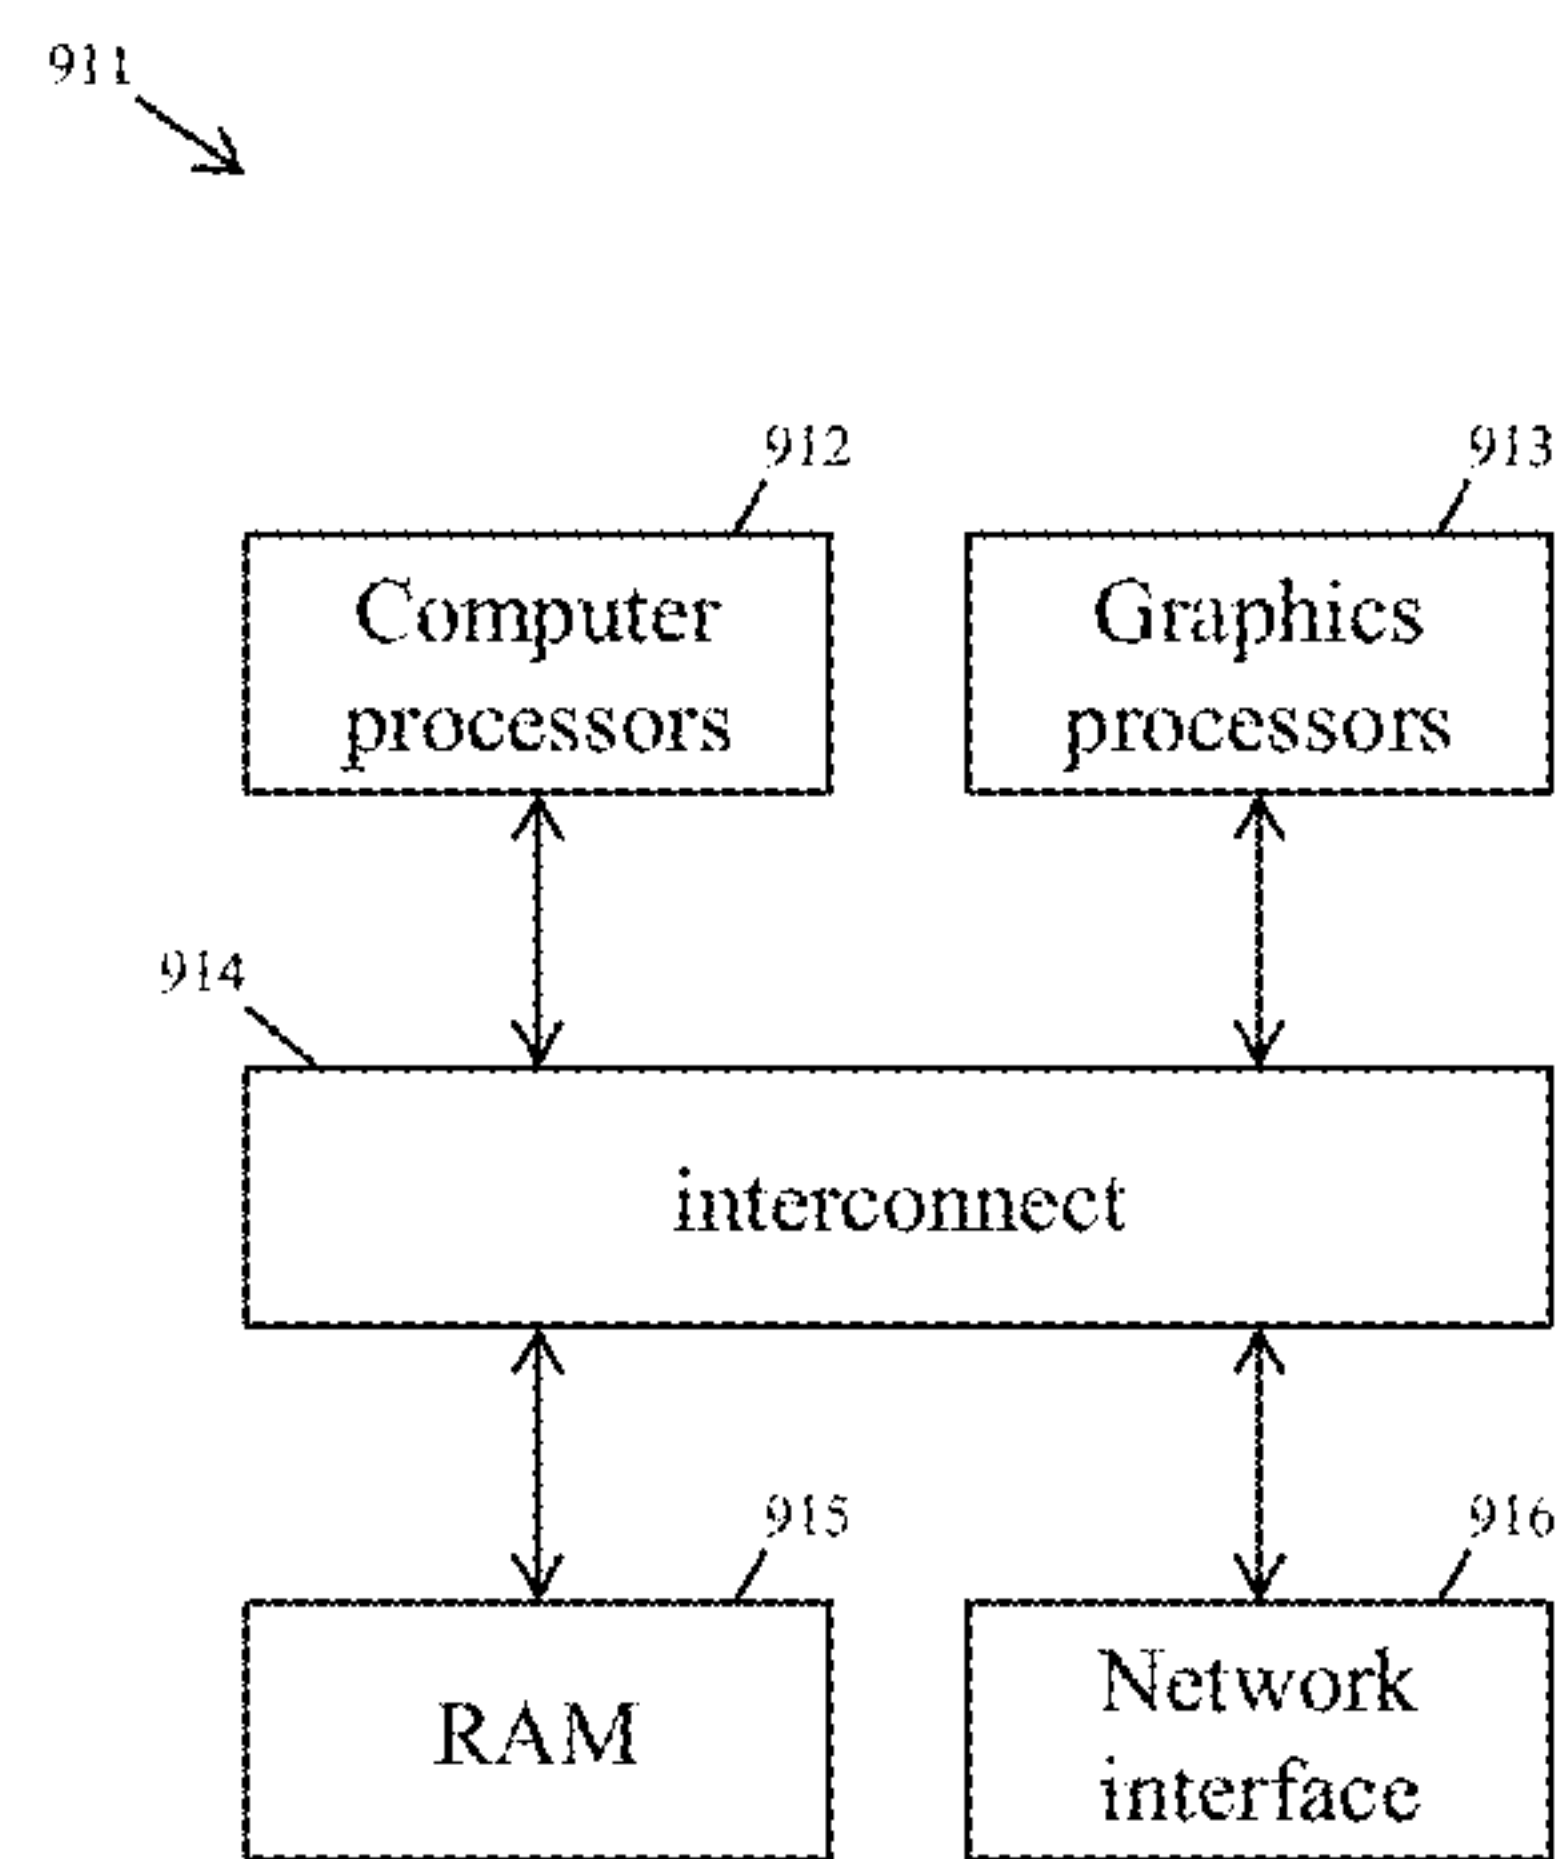 911
912
913
Computer
processors
Graphics
processors
914
interconnect
915
916
RAM
Network
interface